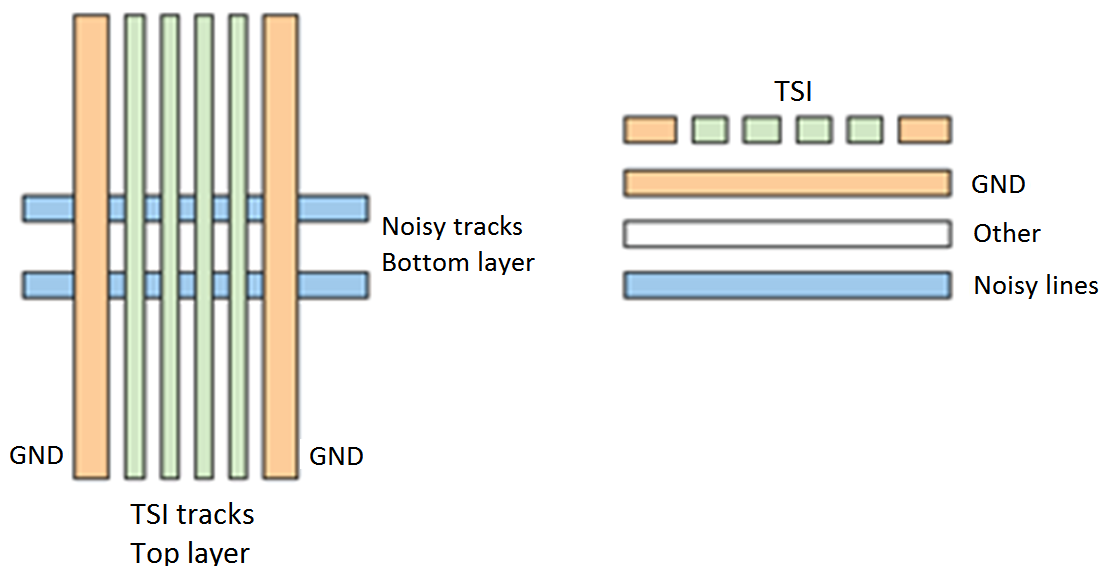 Noisy tracks
Bottom layer
GND
GND
TSI tracks
Top layer
TSI
GND
Other
Noisy lines